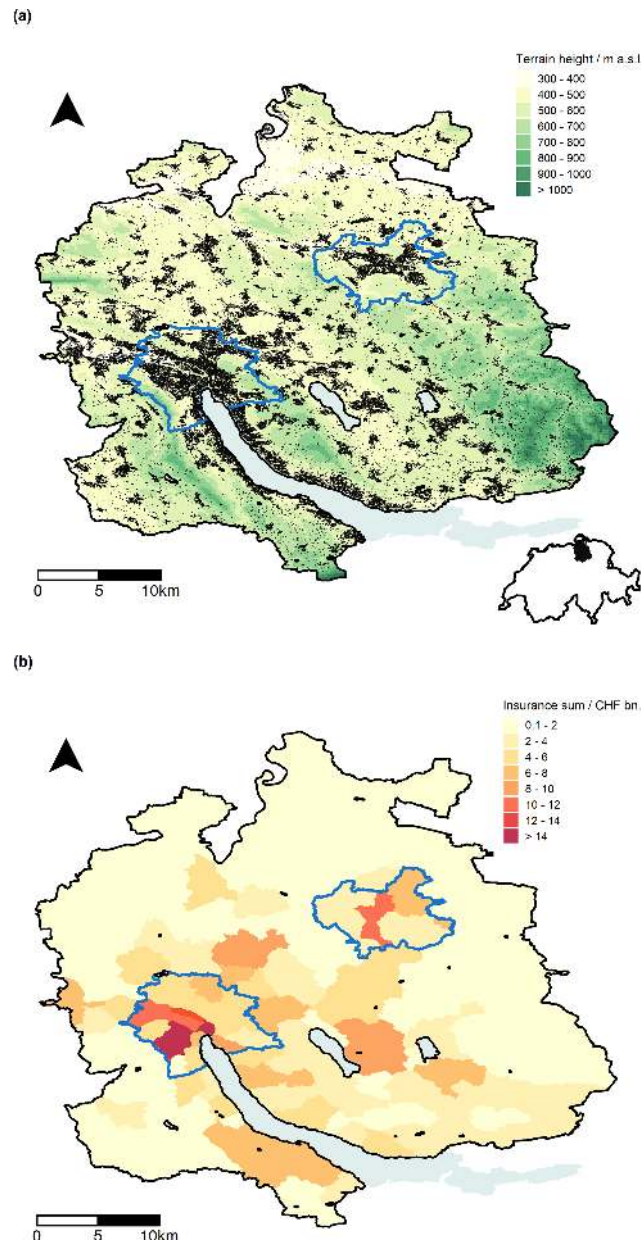 (a)
Terrain height / m a.s.l.
300 - 400
400 - 500
500 - 600
600 - 700
700 - 800
800 - 900
900 - 1000
> 1000
0 5 10km
(b)
Insurance sum / CHF bn.
0.1 - 2
2 - 4
4 - 6
6 - 8
8 - 10
10 - 12
12 - 14
> 14
0 5 10km